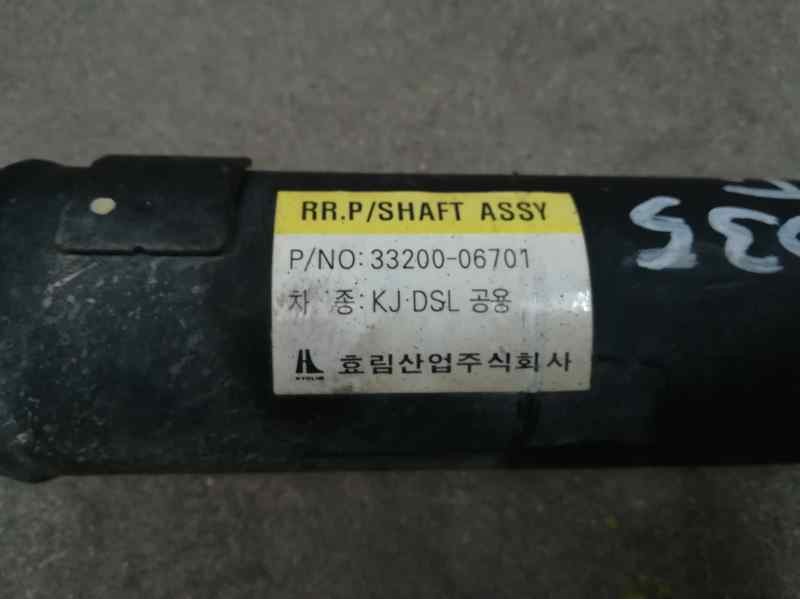 RR.P/SHAFT ASSY
P/NO: 33200-06701
차 종: KJ·DSL 공용
효림산업주식회사